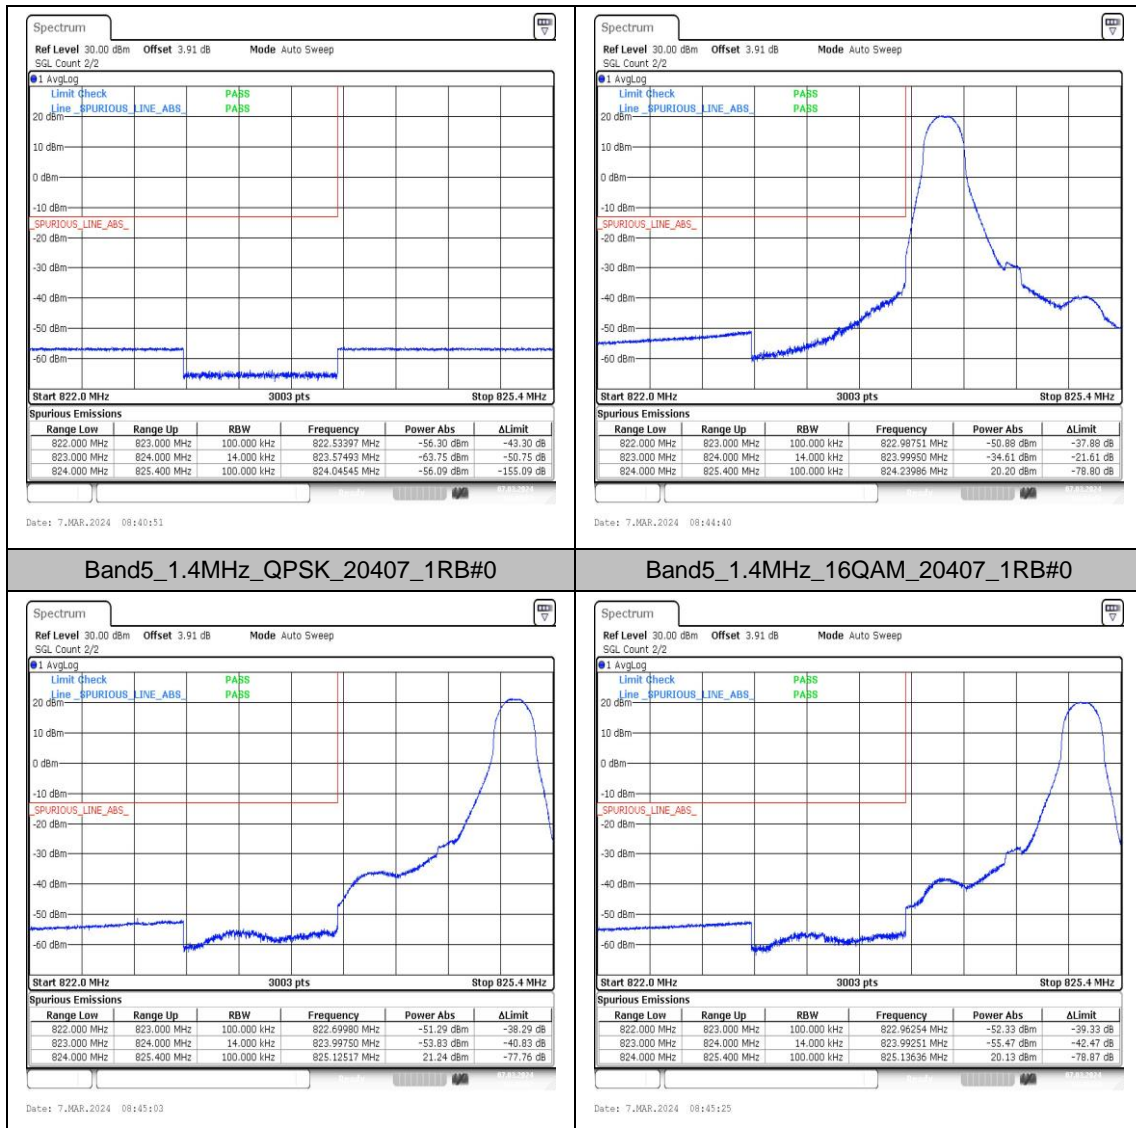 Spectrum
Ref Level 30.00 dBm Offset 3.91 dB Mode Auto Sweep
SGL Count 2/2
1 AvgLog
Limit Check PASS
Line _SPURIOUS_LINE_ABS_ PASS
20 dBm
10 dBm
0 dBm
-10 dBm
_SPURIOUS_LINE_ABS_
-20 dBm
-30 dBm
-40 dBm
-50 dBm
-60 dBm
Start 822.0 MHz 3003 pts Stop 825.4 MHz
Spurious Emissions
Range Low Range Up RBW Frequency Power Abs ΔLimit
822.000 MHz 823.000 MHz 100.000 kHz 822.53397 MHz -56.30 dBm -43.30 dB
823.000 MHz 824.000 MHz 14.000 kHz 823.57493 MHz -63.75 dBm -50.75 dB
824.000 MHz 825.400 MHz 100.000 kHz 824.04545 MHz -56.09 dBm -155.09 dB
Date: 7.MAR.2024 08:40:51
Spectrum
Ref Level 30.00 dBm Offset 3.91 dB Mode Auto Sweep
SGL Count 2/2
1 AvgLog
Limit Check PASS
Line _SPURIOUS_LINE_ABS_ PASS
20 dBm
10 dBm
0 dBm
-10 dBm
_SPURIOUS_LINE_ABS_
-20 dBm
-30 dBm
-40 dBm
-50 dBm
-60 dBm
Start 822.0 MHz 3003 pts Stop 825.4 MHz
Spurious Emissions
Range Low Range Up RBW Frequency Power Abs ΔLimit
822.000 MHz 823.000 MHz 100.000 kHz 822.98751 MHz -50.88 dBm -37.88 dB
823.000 MHz 824.000 MHz 14.000 kHz 823.99950 MHz -34.61 dBm -21.61 dB
824.000 MHz 825.400 MHz 100.000 kHz 824.23986 MHz 20.20 dBm -78.80 dB
Date: 7.MAR.2024 08:44:40
Band5_1.4MHz_QPSK_20407_1RB#0
Band5_1.4MHz_16QAM_20407_1RB#0
Spectrum
Ref Level 30.00 dBm Offset 3.91 dB Mode Auto Sweep
SGL Count 2/2
1 AvgLog
Limit Check PASS
Line _SPURIOUS_LINE_ABS_ PASS
20 dBm
10 dBm
0 dBm
-10 dBm
_SPURIOUS_LINE_ABS_
-20 dBm
-30 dBm
-40 dBm
-50 dBm
-60 dBm
Start 822.0 MHz 3003 pts Stop 825.4 MHz
Spurious Emissions
Range Low Range Up RBW Frequency Power Abs ΔLimit
822.000 MHz 823.000 MHz 100.000 kHz 822.69980 MHz -51.29 dBm -38.29 dB
823.000 MHz 824.000 MHz 14.000 kHz 823.99750 MHz -53.83 dBm -40.83 dB
824.000 MHz 825.400 MHz 100.000 kHz 825.12517 MHz 21.24 dBm -77.76 dB
Date: 7.MAR.2024 08:45:03
Spectrum
Ref Level 30.00 dBm Offset 3.91 dB Mode Auto Sweep
SGL Count 2/2
1 AvgLog
Limit Check PASS
Line _SPURIOUS_LINE_ABS_ PASS
20 dBm
10 dBm
0 dBm
-10 dBm
_SPURIOUS_LINE_ABS_
-20 dBm
-30 dBm
-40 dBm
-50 dBm
-60 dBm
Start 822.0 MHz 3003 pts Stop 825.4 MHz
Spurious Emissions
Range Low Range Up RBW Frequency Power Abs ΔLimit
822.000 MHz 823.000 MHz 100.000 kHz 822.96254 MHz -52.33 dBm -39.33 dB
823.000 MHz 824.000 MHz 14.000 kHz 823.99251 MHz -55.47 dBm -42.47 dB
824.000 MHz 825.400 MHz 100.000 kHz 825.13636 MHz 20.13 dBm -78.87 dB
Date: 7.MAR.2024 08:45:25